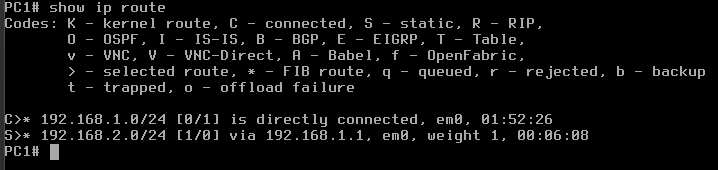 PC1# show ip route
Codes: K - kernel route, C - connected, S - static, R - RIP,
O - OSPF, I - IS-IS, B - BGP, E - EIGRP, T - Table,
v - VNC, V - VNC-Direct, A - Babel, f - OpenFabric,
> - selected route, * - FIB route, q - queued, r - rejected, b - backup
t - trapped, o - offload failure
C>* 192.168.1.0/24 [0/1] is directly connected, em0, 01:52:26
S>* 192.168.2.0/24 [1/0] via 192.168.1.1, em0, weight 1, 00:06:08
PC1#